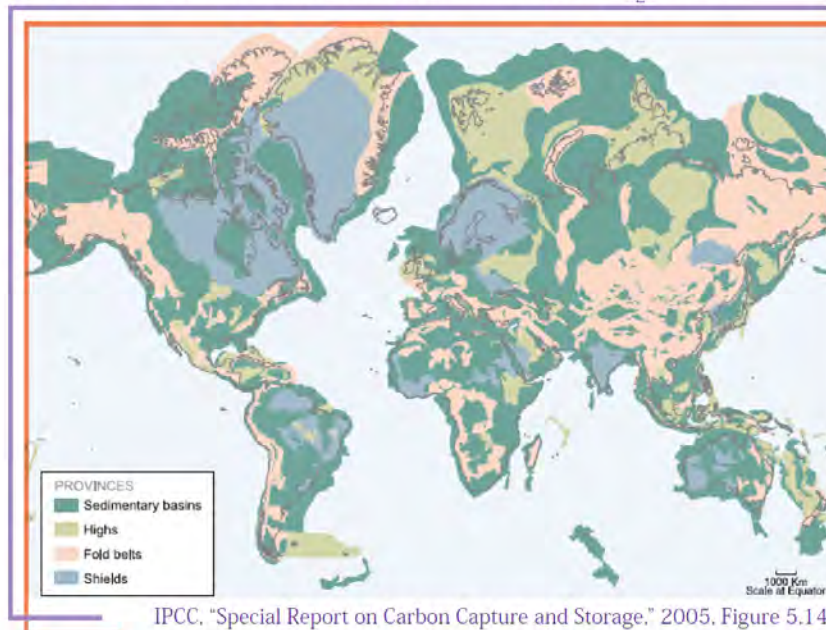 PROVINCES
Sedimentary basins
Highs
Fold belts
Shields
1000 Km
Scale at Equator
IPCC, "Special Report on Carbon Capture and Storage," 2005, Figure 5.14